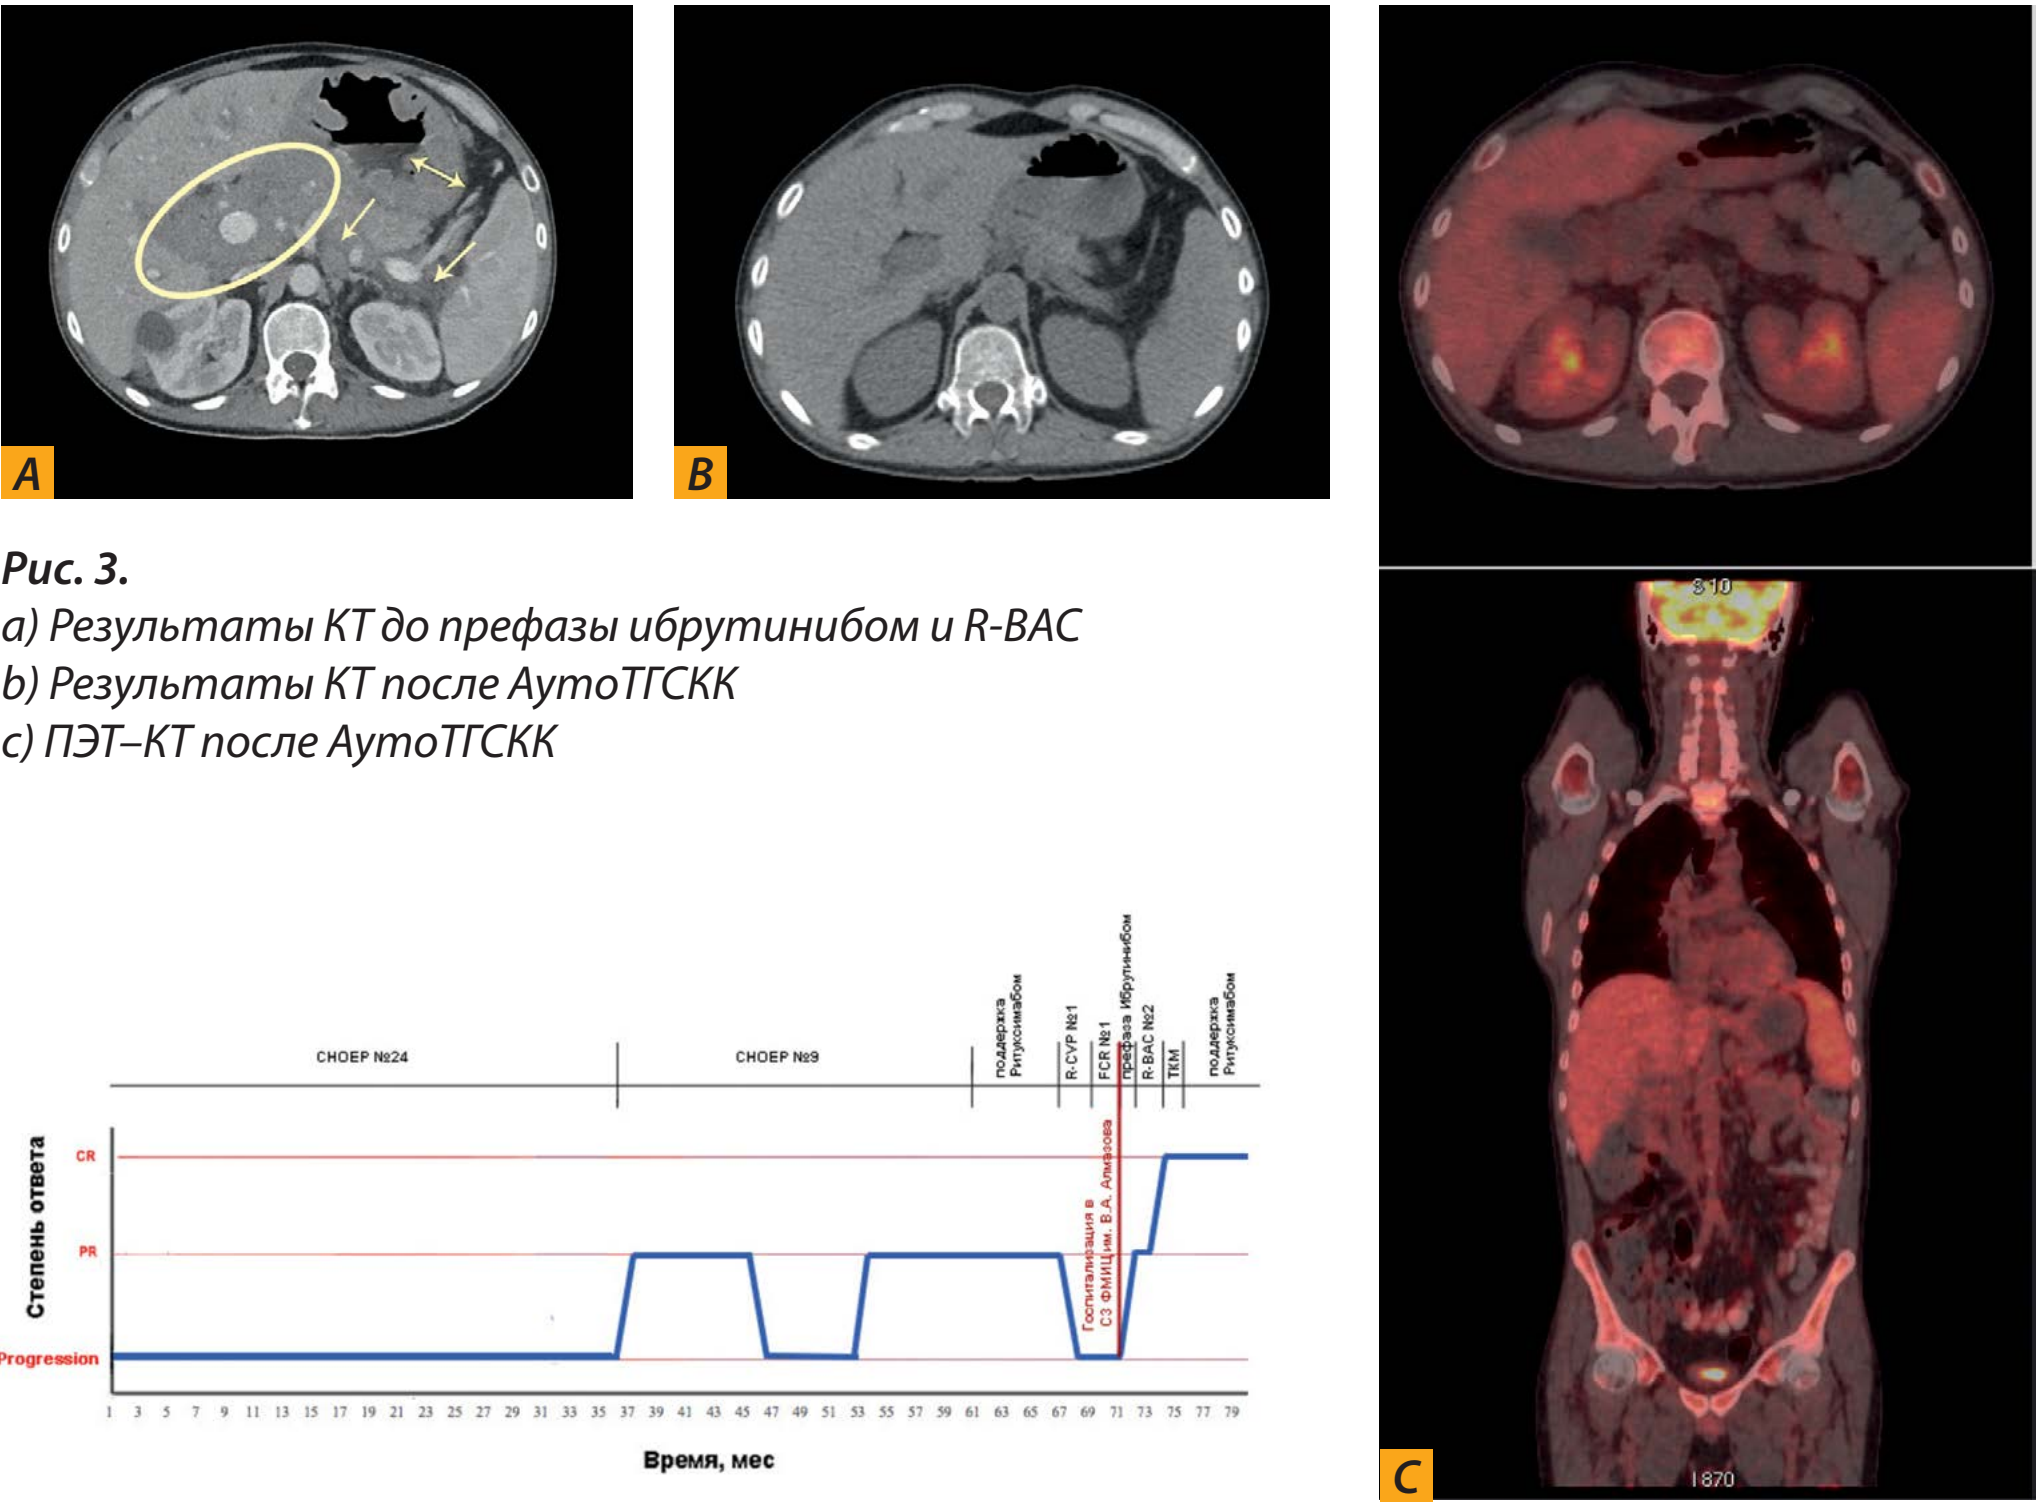 A
B
Рис. 3.
a) Результаты КТ до префазы ибрутинибом и R-BAC
b) Результаты КТ после АутоТГСКК
c) ПЭТ–КТ после АутоТГСКК
S 10
I 870
C
CHOEP №24
CHOEP №9
поддержка
Ритуксимабом
R-CVP №1
FCR №1
префаза Ибрутинибом
R-BAC №2
ТКМ
поддержка
Ритуксимабом
Степень ответа
CR
PR
Progression
Госпитализация в
СЗ ФМИЦ им. В.А. Алмазова
1 3 5 7 9 11 13 15 17 19 21 23 25 27 29 31 33 35 37 39 41 43 45 47 49 51 53 55 57 59 61 63 65 67 69 71 73 75 77 79
Время, мес